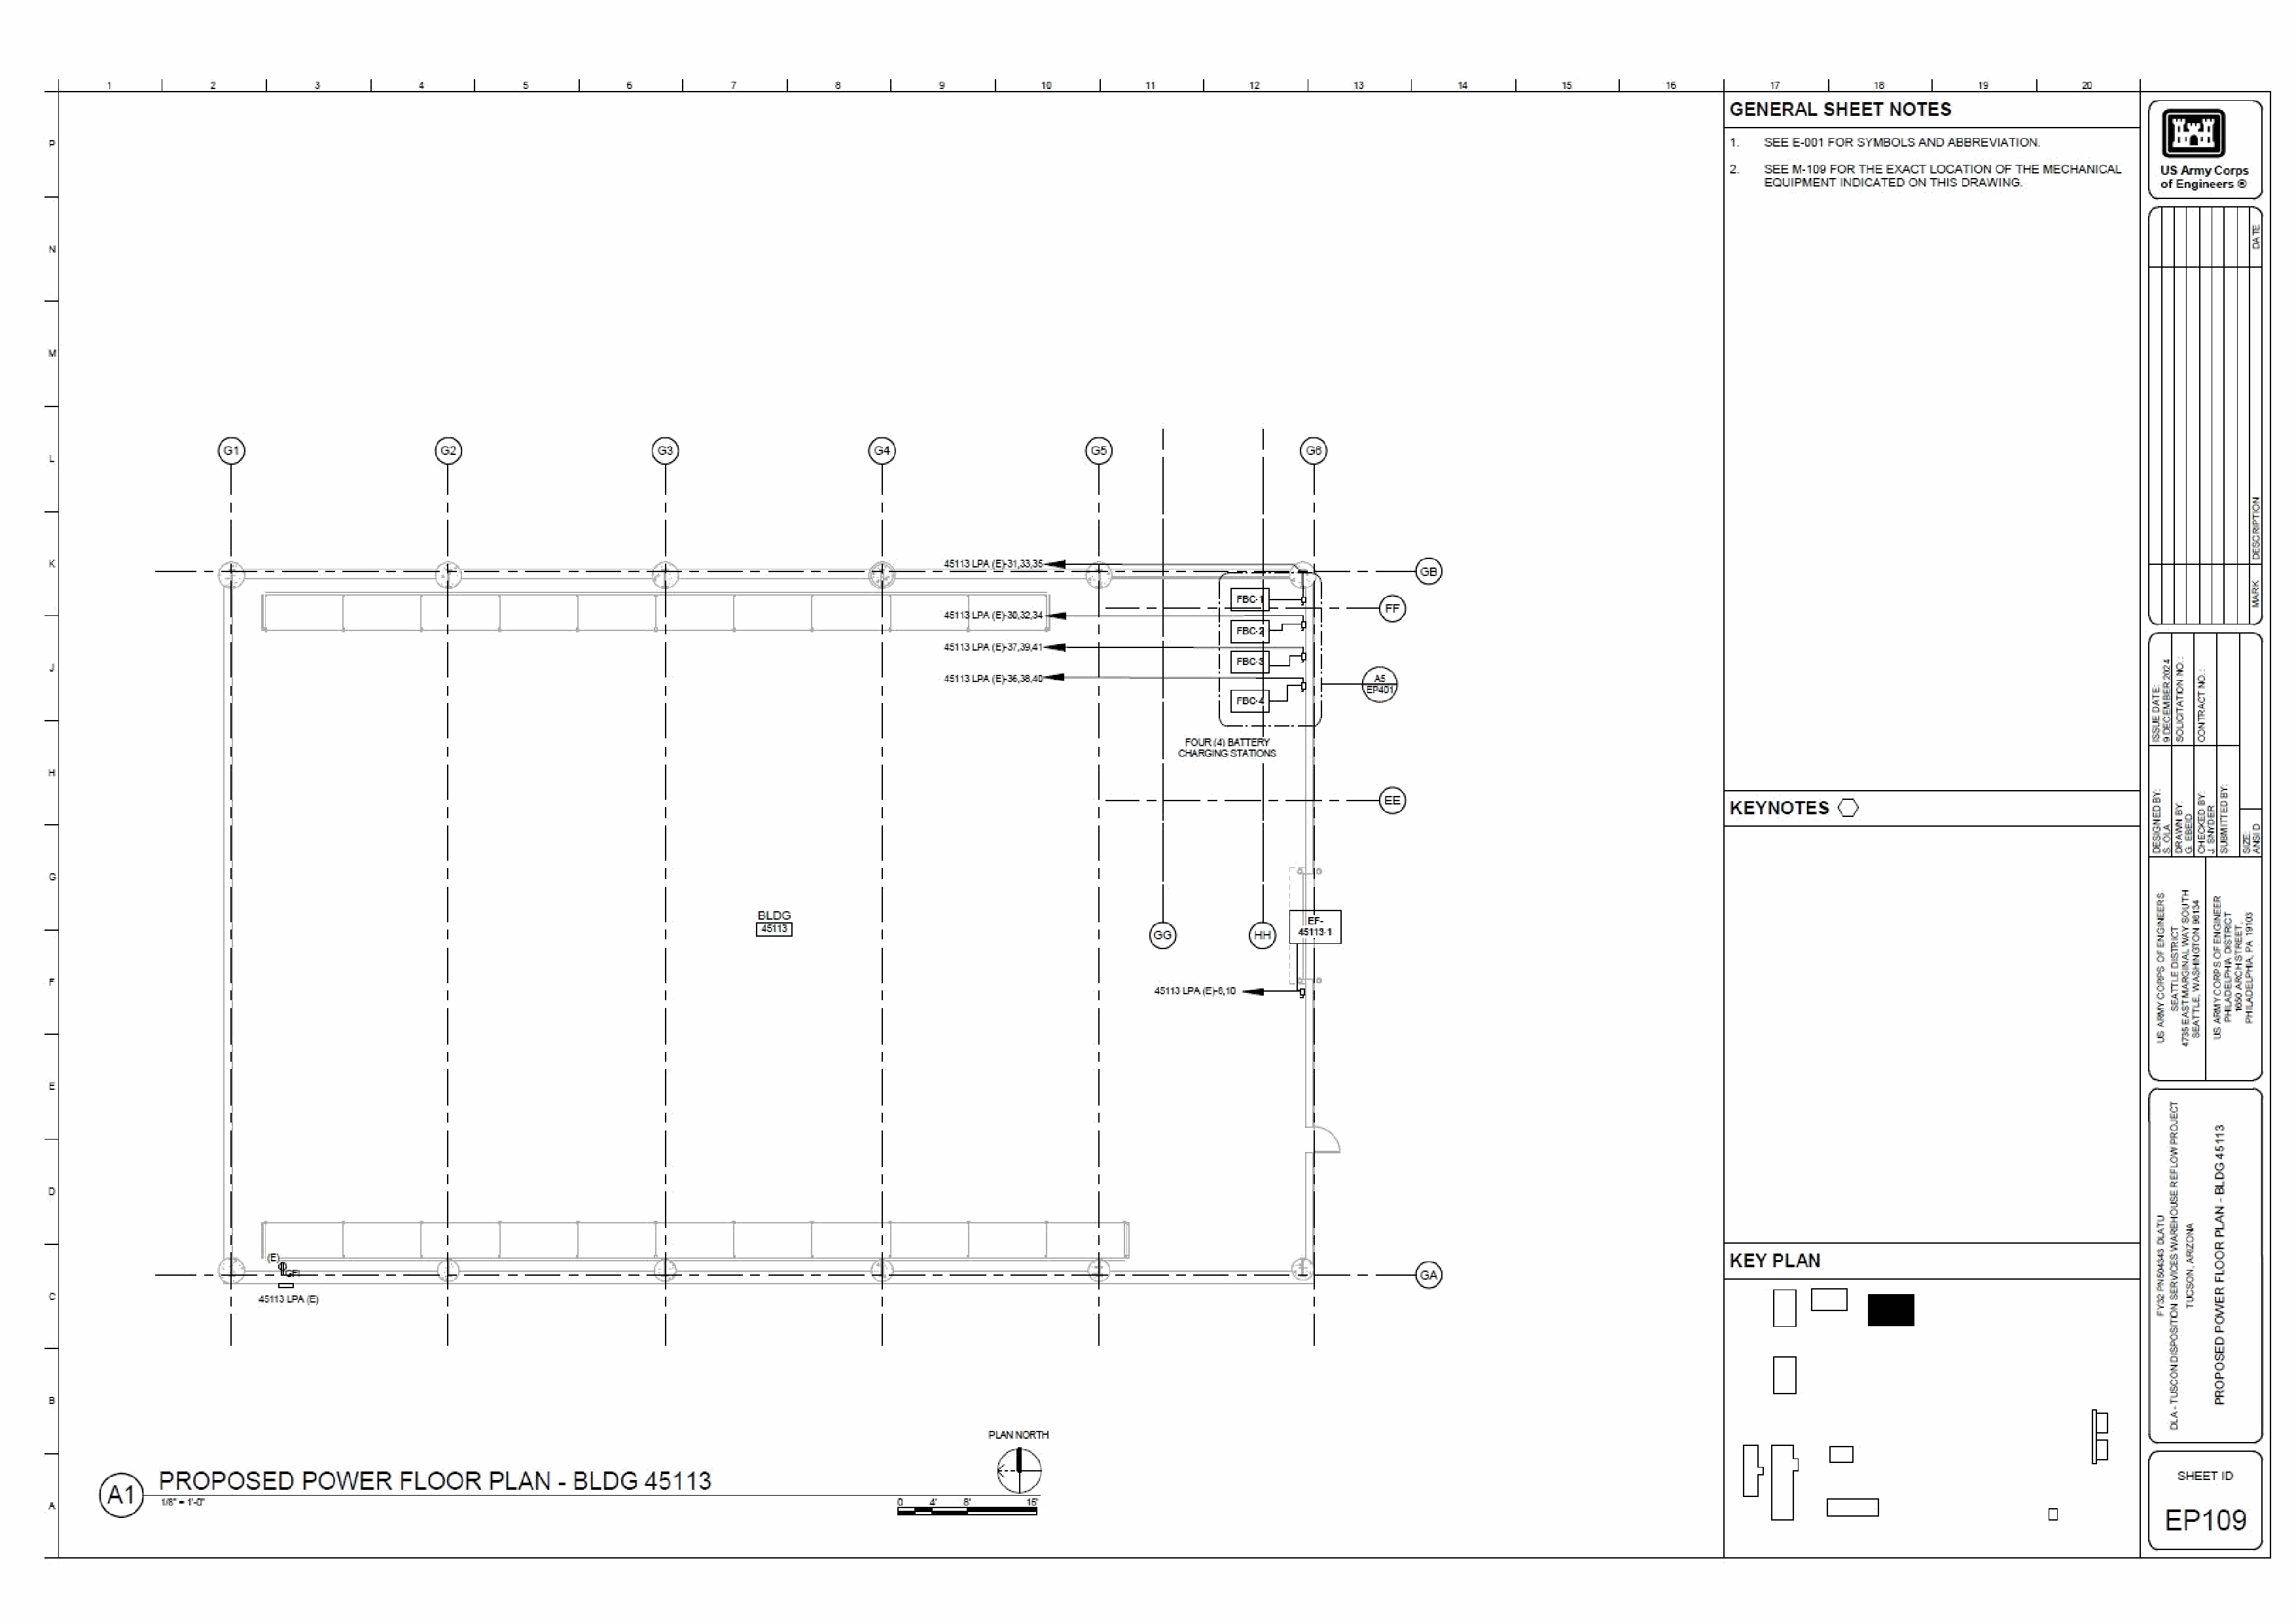 1 2 3 4 5 6 7 8 9 10 11 12 13 14 15 16 17 18 19 20
P
N
M
L
K
J
H
G
F
E
D
C
B
A
G1 G2 G3 G4 G5 G6
45113 LPA (E)-31,33,35
GB
FBC-1
FF
45113 LPA (E)-30,32,34
FBC-2
45113 LPA (E)-37,39,41
FBC-3
45113 LPA (E)-36,38,40
A5
EP401
FBC-4
FOUR (4) BATTERY
CHARGING STATIONS
EE
BLDG
45113
GG
HH
EF-
45113-1
45113 LPA (E)-8,10
(E)
GFI
GA
45113 LPA (E)
PLAN NORTH
A1
PROPOSED POWER FLOOR PLAN - BLDG 45113
1/8" = 1'-0"
0 4' 8' 16'
GENERAL SHEET NOTES
1. SEE E-001 FOR SYMBOLS AND ABBREVIATION.
2. SEE M-109 FOR THE EXACT LOCATION OF THE MECHANICAL
EQUIPMENT INDICATED ON THIS DRAWING.
KEYNOTES
KEY PLAN
US Army Corps
of Engineers ®
DATE
DESCRIPTION
MARK
ISSUE DATE:
9 DECEMBER 2024
SOLICITATION NO.:
CONTRACT NO.:
DESIGNED BY:
S. OLA
DRAWN BY:
G. EBEID
CHECKED BY:
J. SNYDER
SUBMITTED BY:
SIZE:
ANSI D
US ARMY CORPS OF ENGINEERS
SEATTLE DISTRICT
4735 EAST MARGINAL WAY SOUTH
SEATTLE, WASHINGTON 98134
US ARMY CORPS OF ENGINEER
PHILADELPHIA DISTRICT
1650 ARCH STREET,
PHILADELPHIA, PA 19103
FY32 PN504343 DLATU
DLA - TUSCON DISPOSITION SERVICES WAREHOUSE REFLOW PROJECT
TUCSON, ARIZONA
PROPOSED POWER FLOOR PLAN - BLDG 45113
SHEET ID
EP109